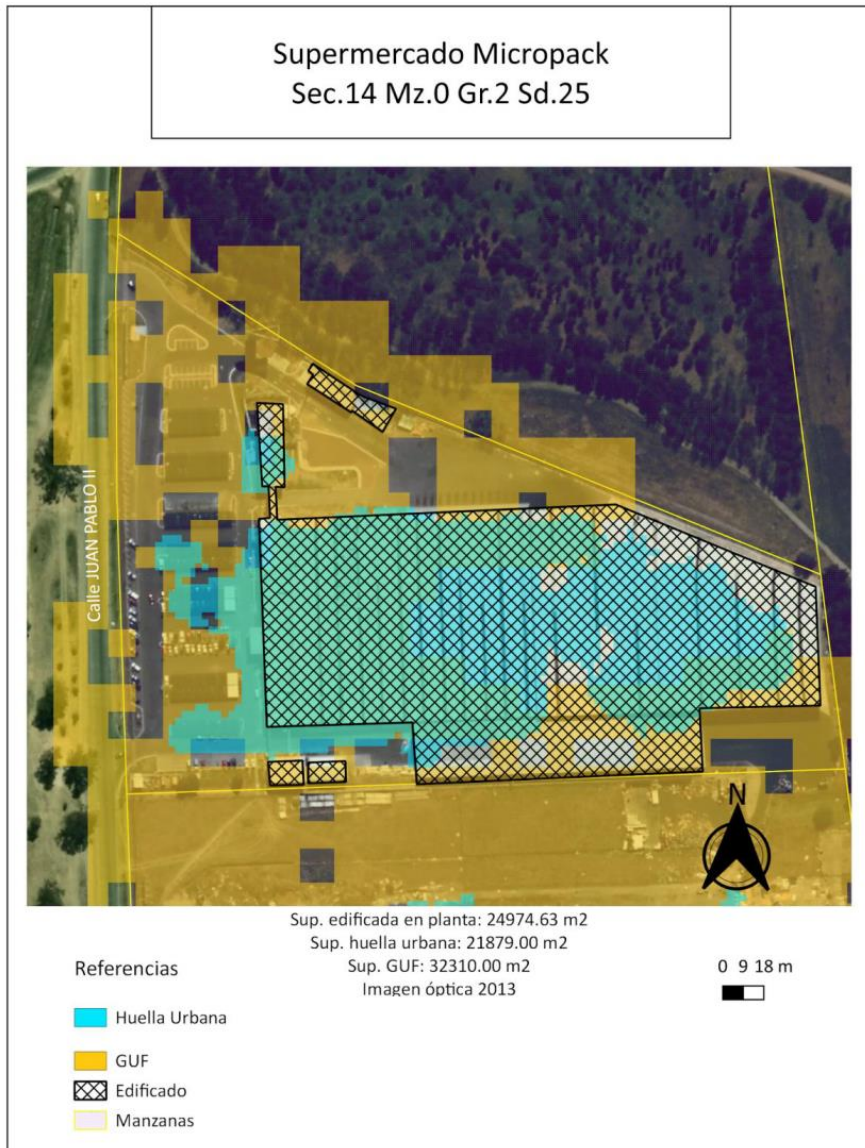 Supermercado Micropack
Sec.14 Mz.0 Gr.2 Sd.25
Calle JUAN PABLO II
N
Sup. edificada en planta: 24974.63 m2
Sup. huella urbana: 21879.00 m2
Sup. GUF: 32310.00 m2
Imagen óptica 2013
0 9 18 m
Referencias
Huella Urbana
GUF
Edificado
Manzanas